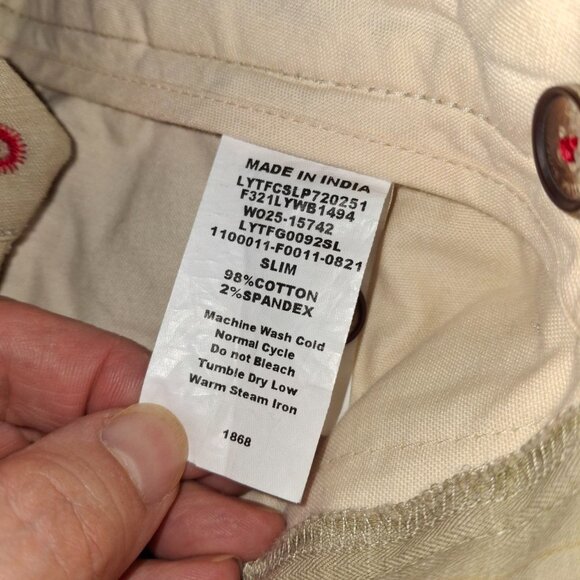 MADE IN INDIA
LYTFCSLP720251
F321LYWB1494
WO25-15742
LYTFG0092SL
1100011-F0011-0821
SLIM
98%COTTON
2%SPANDEX
Machine Wash Cold
Normal Cycle
Do not Bleach
Tumble Dry Low
Warm Steam Iron
1868